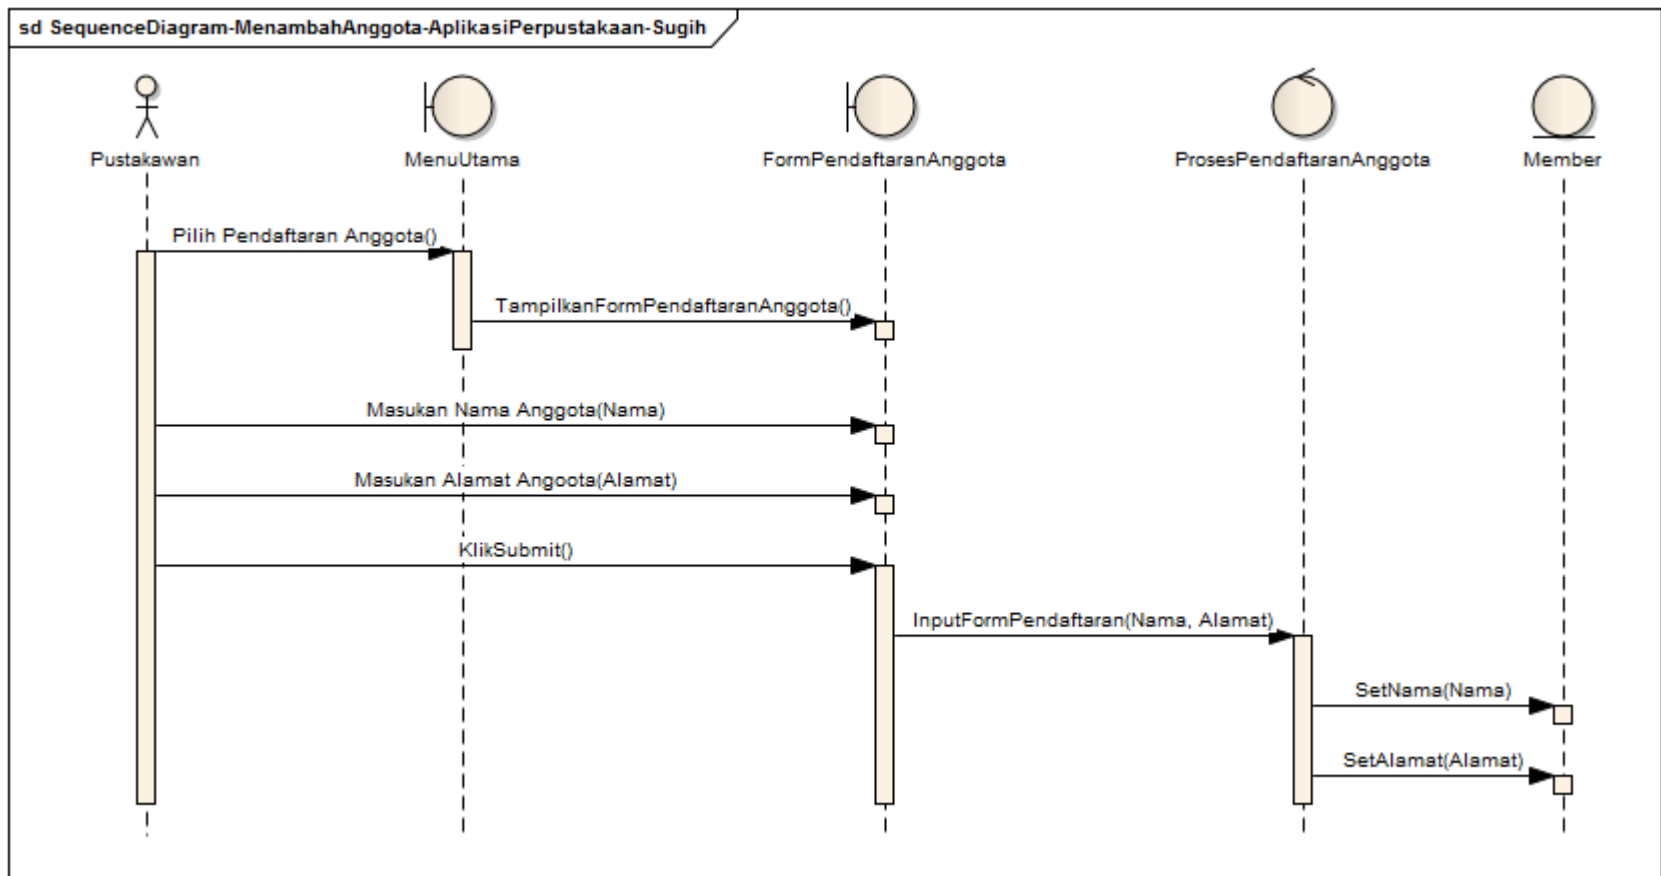 sd SequenceDiagram-MenambahAnggota-AplikasiPerpustakaan-Sugih
Pustakawan
MenuUtama
FormPendaftaranAnggota
ProsesPendaftaranAnggota
Member
Pilih Pendaftaran Anggota()
TampilkanFormPendaftaranAnggota()
Masukan Nama Anggota(Nama)
Masukan Alamat Angoota(Alamat)
KlikSubmit()
InputFormPendaftaran(Nama, Alamat)
SetNama(Nama)
SetAlamat(Alamat)